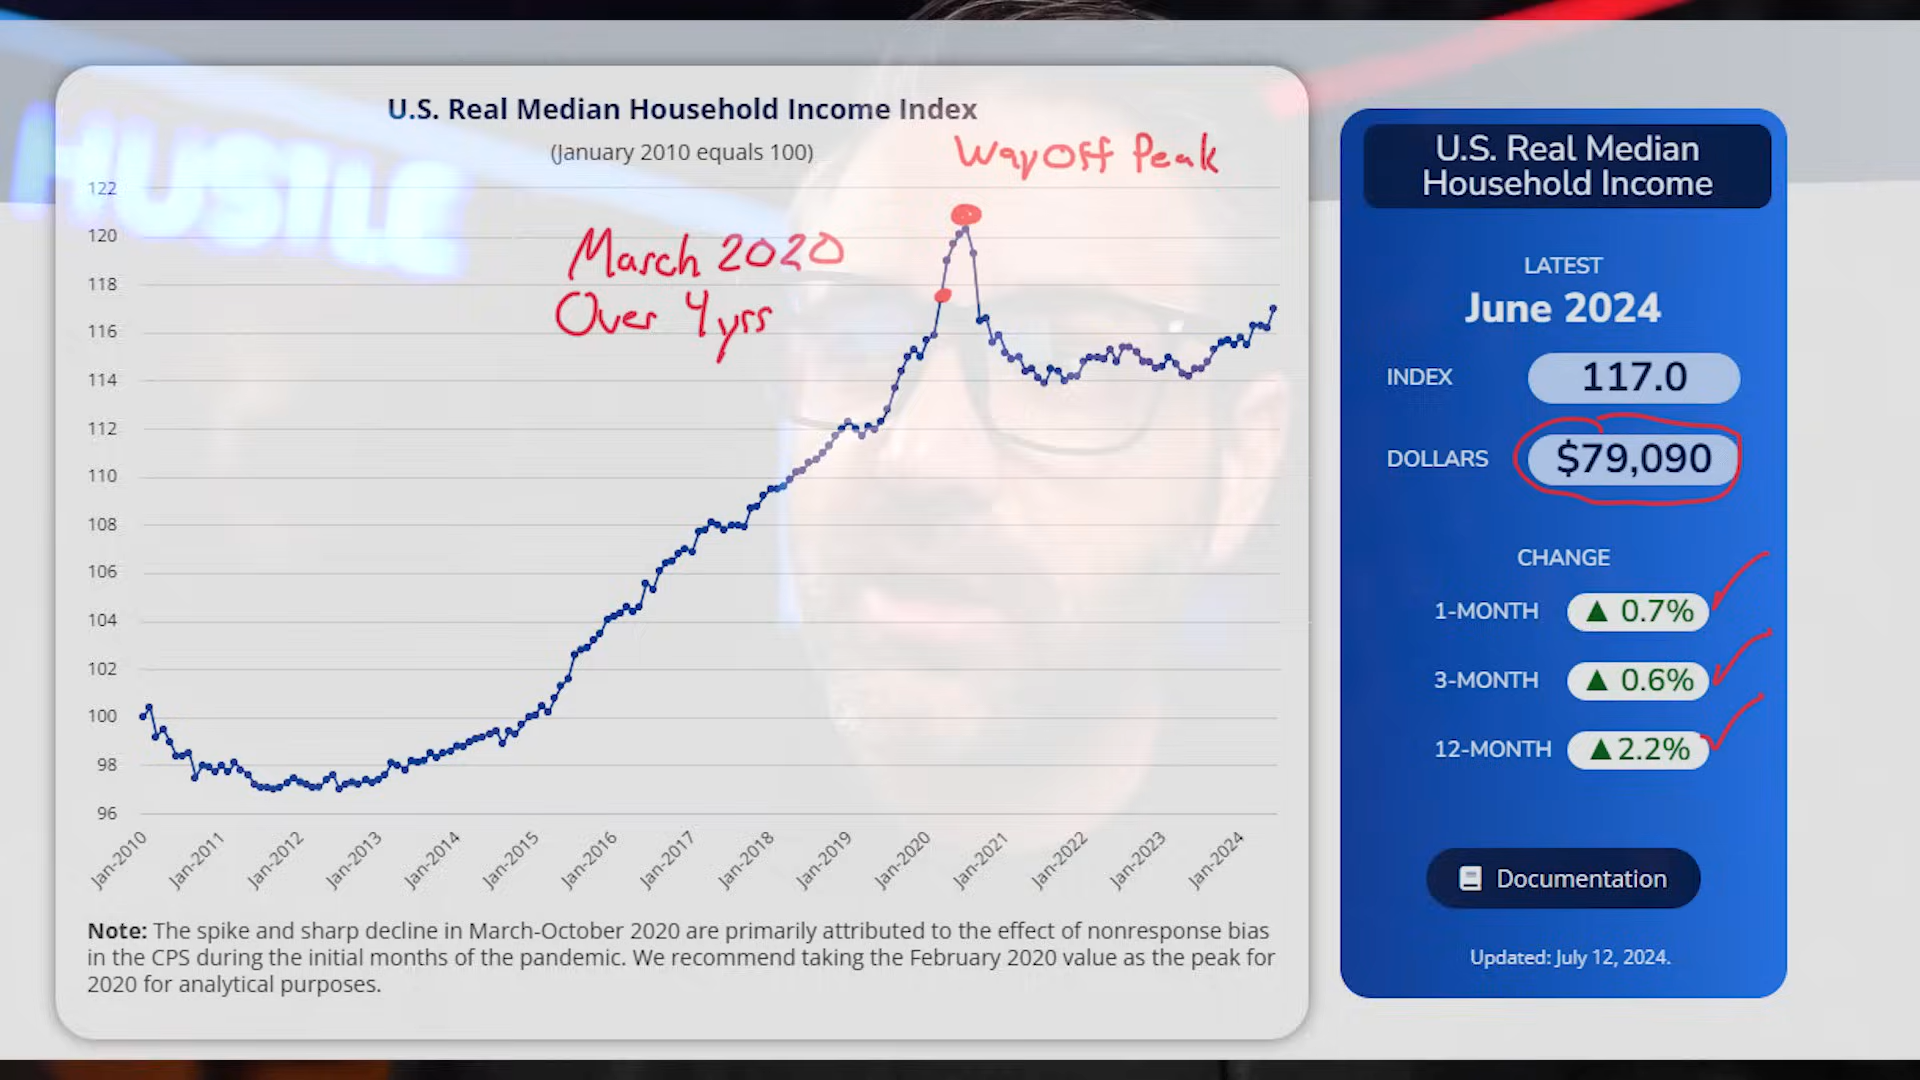 U.S. Real Median Household Income Index
(January 2010 equals 100)
Way off Peak
HUSTLE
March 2020
Over 4 yrs
122
120
118
116
114
112
110
108
106
104
102
100
98
96
Jan-2010
Jan-2011
Jan-2012
Jan-2013
Jan-2014
Jan-2015
Jan-2016
Jan-2017
Jan-2018
Jan-2019
Jan-2020
Jan-2021
Jan-2022
Jan-2023
Jan-2024
Note: The spike and sharp decline in March-October 2020 are primarily attributed to the effect of nonresponse bias
in the CPS during the initial months of the pandemic. We recommend taking the February 2020 value as the peak for
2020 for analytical purposes.
U.S. Real Median
Household Income
LATEST
June 2024
INDEX 117.0
DOLLARS $79,090
CHANGE
1-MONTH ▲ 0.7%
3-MONTH ▲ 0.6%
12-MONTH ▲ 2.2%
Documentation
Updated: July 12, 2024.